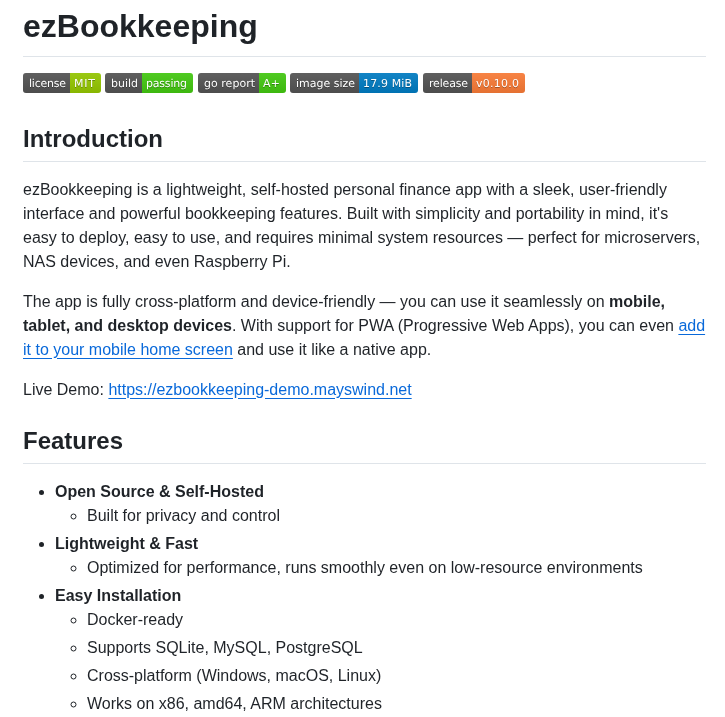 ezBookkeeping
license MIT build passing go report A+ image size 17.9 MiB release v0.10.0
Introduction
ezBookkeeping is a lightweight, self-hosted personal finance app with a sleek, user-friendly
interface and powerful bookkeeping features. Built with simplicity and portability in mind, it's
easy to deploy, easy to use, and requires minimal system resources — perfect for microservers,
NAS devices, and even Raspberry Pi.
The app is fully cross-platform and device-friendly — you can use it seamlessly on mobile,
tablet, and desktop devices. With support for PWA (Progressive Web Apps), you can even add
it to your mobile home screen and use it like a native app.
Live Demo: https://ezbookkeeping-demo.mayswind.net
Features
• Open Source & Self-Hosted
◦ Built for privacy and control
• Lightweight & Fast
◦ Optimized for performance, runs smoothly even on low-resource environments
• Easy Installation
◦ Docker-ready
◦ Supports SQLite, MySQL, PostgreSQL
◦ Cross-platform (Windows, macOS, Linux)
◦ Works on x86, amd64, ARM architectures